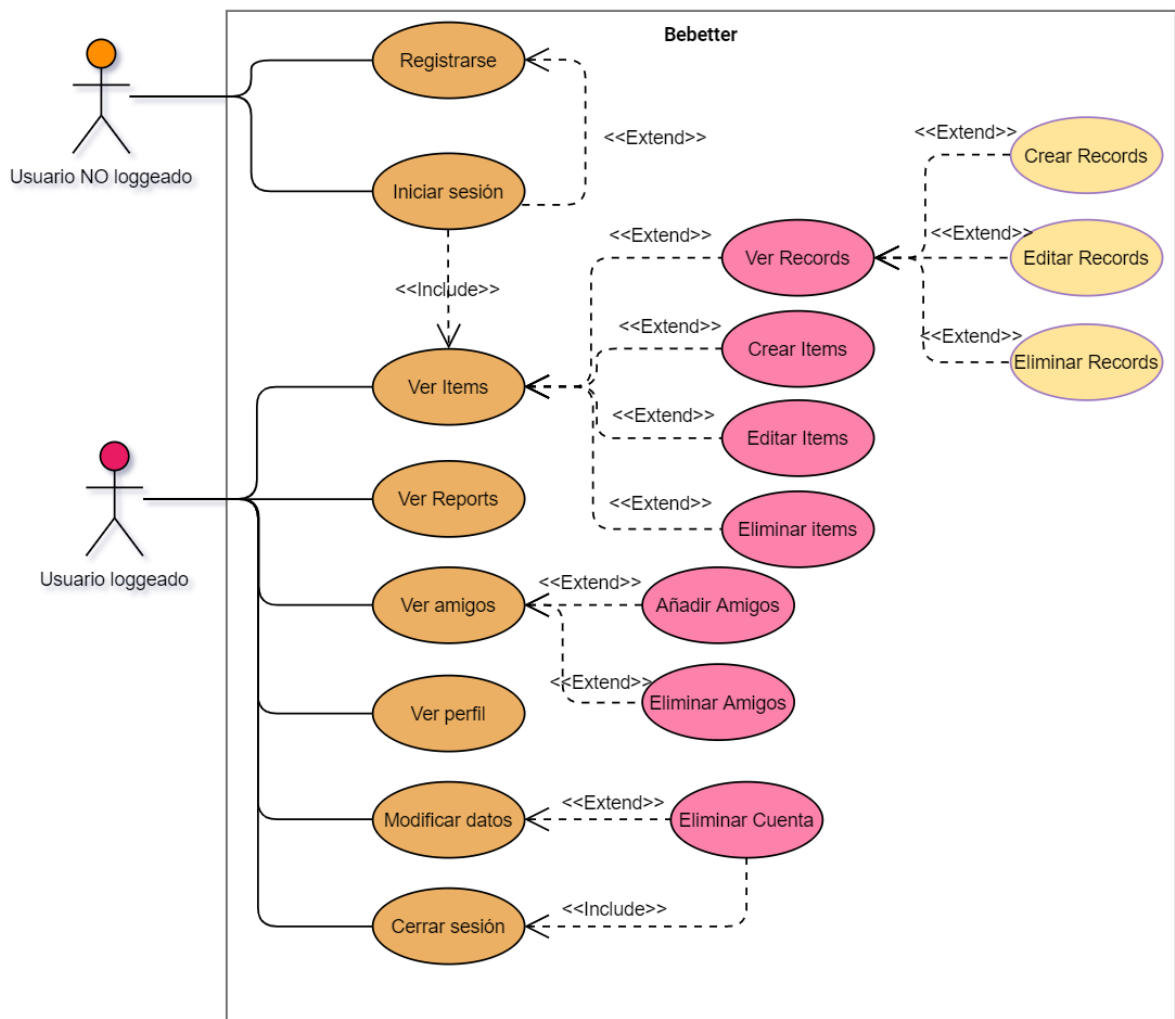 Bebetter
Registrarse
<<Extend>>
Usuario NO loggeado
Iniciar sesión
<<Include>>
<<Extend>>
Crear Records
<<Extend>>
Ver Records
<<Extend>>
Editar Records
<<Extend>>
Eliminar Records
Ver Items
<<Extend>>
Crear Items
<<Extend>>
Editar Items
<<Extend>>
Eliminar items
Usuario loggeado
Ver Reports
Ver amigos
<<Extend>>
Añadir Amigos
<<Extend>>
Eliminar Amigos
Ver perfil
Modificar datos
<<Extend>>
Eliminar Cuenta
<<Include>>
Cerrar sesión